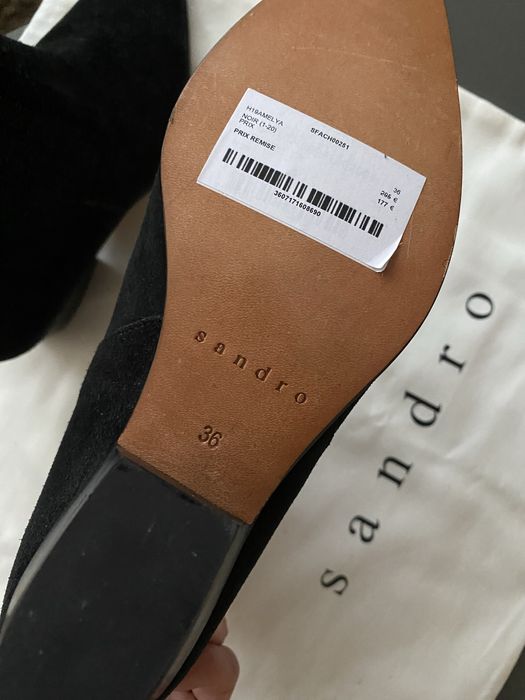 H19AMELYA SFACH00251
NOIR (1-20) 36
PRIX 295 €
PRIX REMISE 177 €
3607171608690
sandro
36
sandro